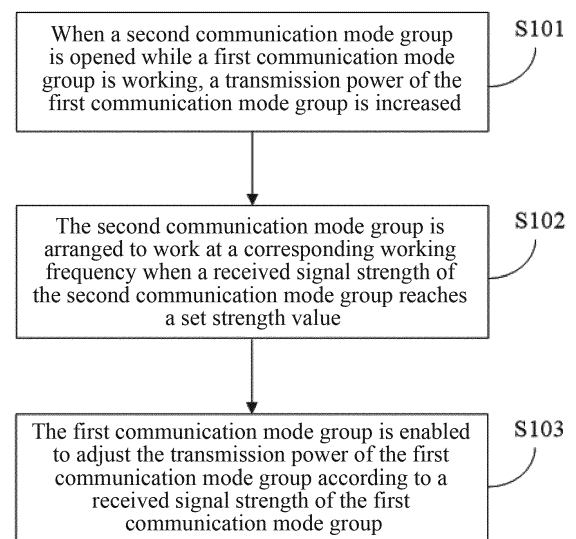 When a second communication mode group
is opened while a first communication mode
group is working, a transmission power of the
first communication mode group is increased
S101
The second communication mode group is
arranged to work at a corresponding working
frequency when a received signal strength of
the second communication mode group reaches
a set strength value
S102
The first communication mode group is enabled
to adjust the transmission power of the first
communication mode group according to a
received signal strength of the first
communication mode group
S103